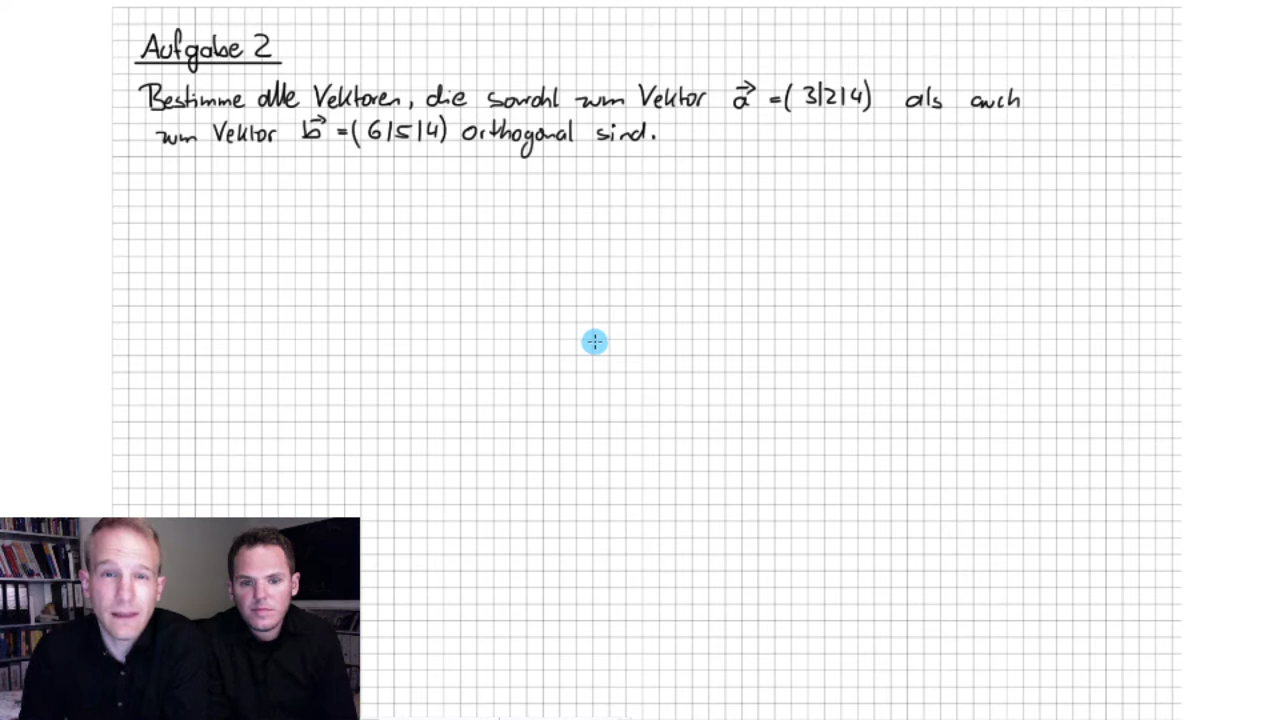 Aufgabe 2
Bestimme alle Vektoren, die sowohl zum Vektor a⃗ = ( 3|2|4) als auch
zum Vektor b⃗ = ( 6|5|4) orthogonal sind.